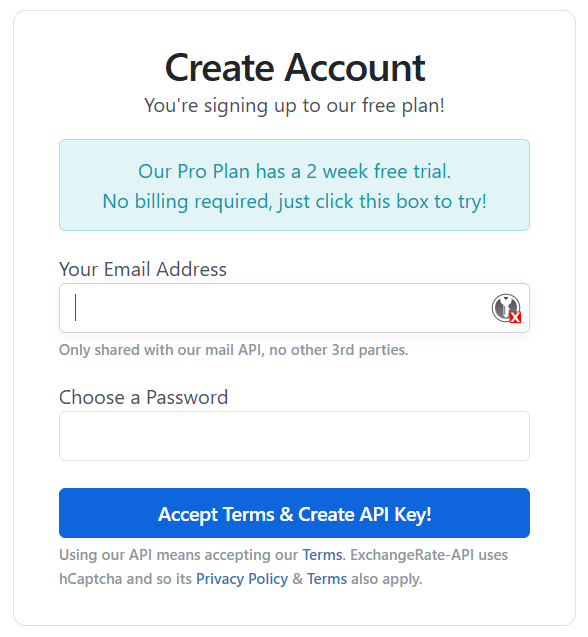 Create Account
You're signing up to our free plan!
Our Pro Plan has a 2 week free trial.
No billing required, just click this box to try!
Your Email Address
Only shared with our mail API, no other 3rd parties.
Choose a Password
Accept Terms & Create API Key!
Using our API means accepting our Terms. ExchangeRate-API uses
hCaptcha and so its Privacy Policy & Terms also apply.